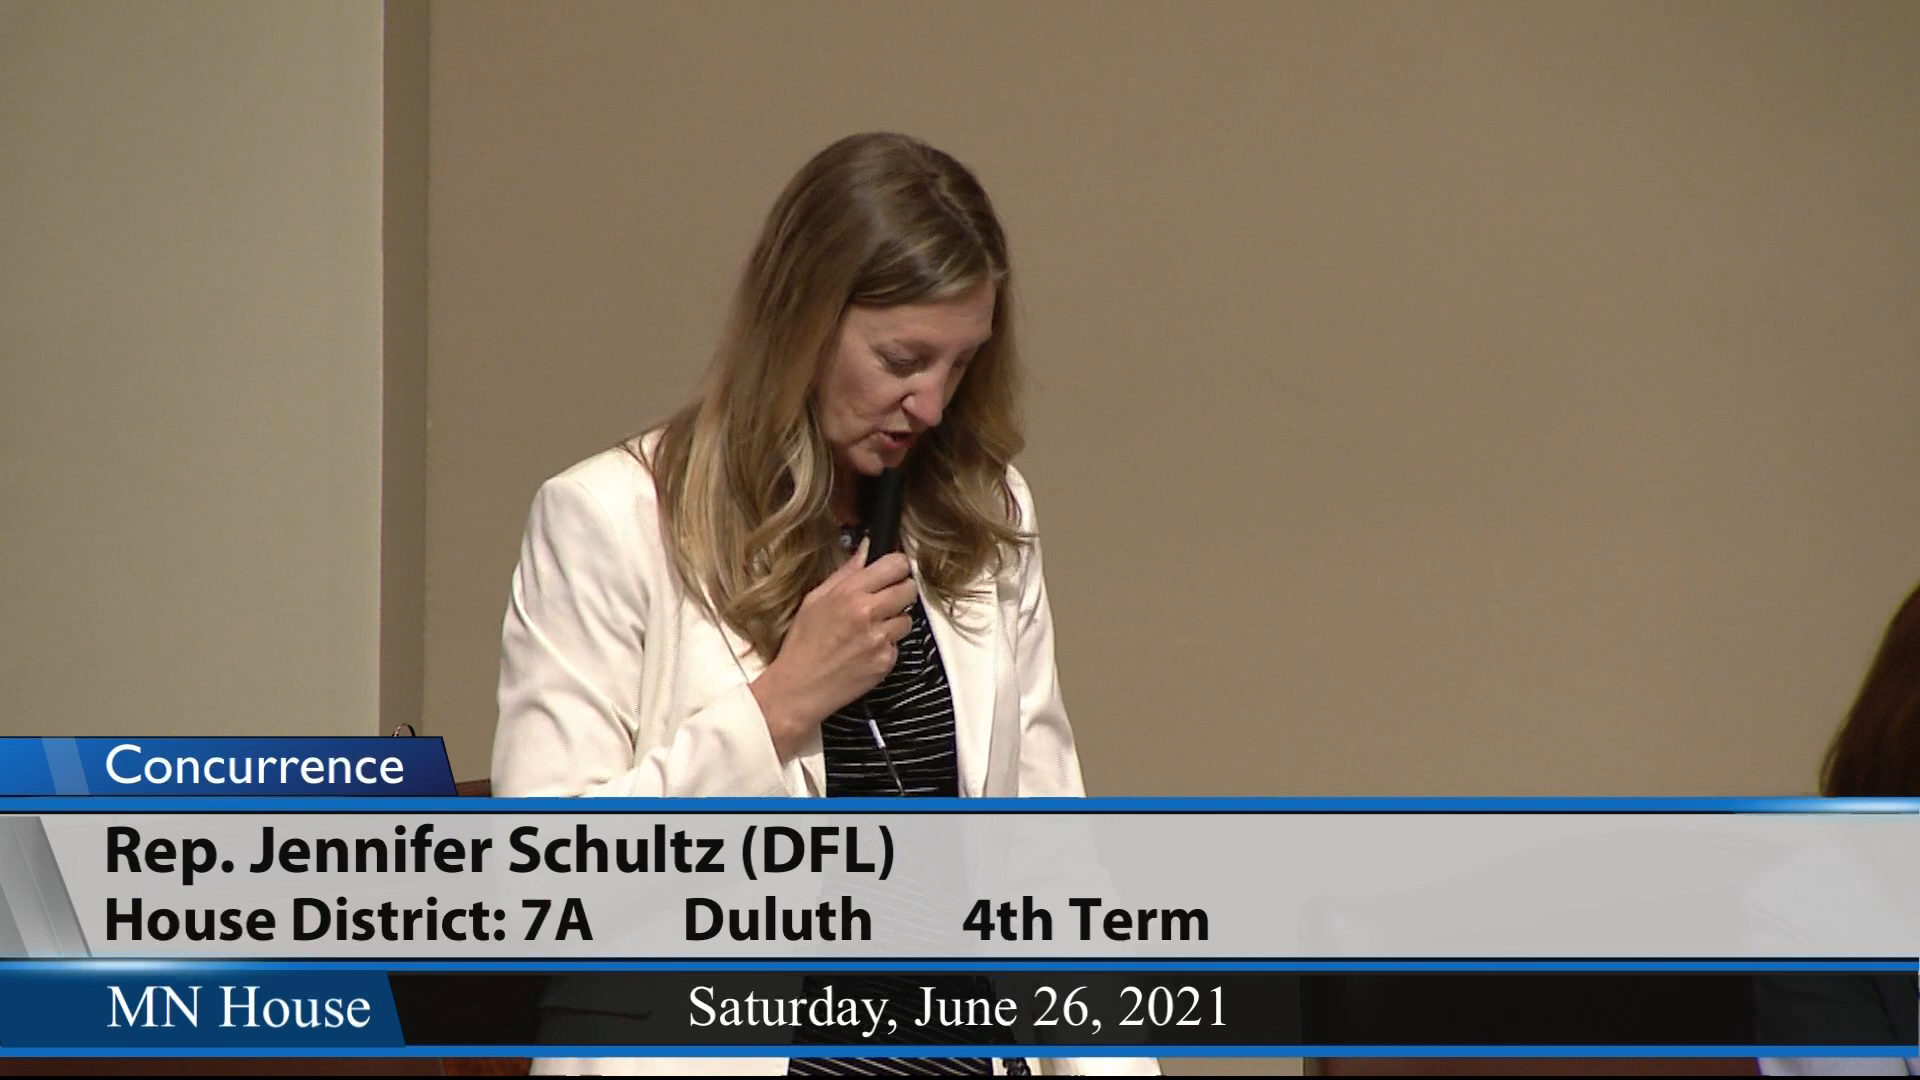 Concurrence
Rep. Jennifer Schultz (DFL)
House District: 7A Duluth 4th Term
MN House Saturday, June 26, 2021